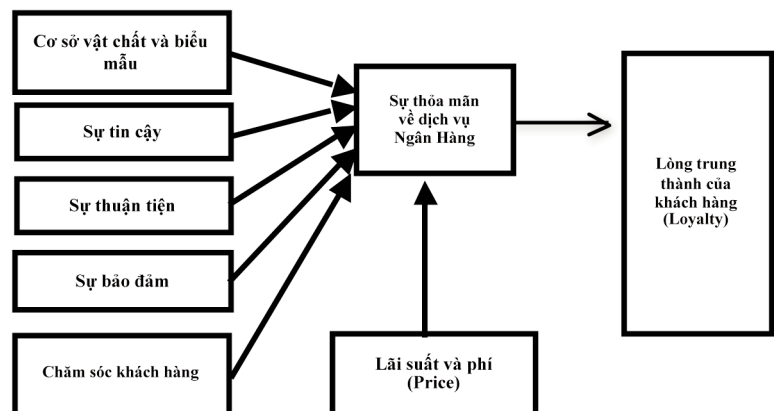 Cơ sở vật chất và biểu
mẫu
Sự tin cậy
Sự thuận tiện
Sự bảo đảm
Chăm sóc khách hàng
Sự thỏa mãn
về dịch vụ
Ngân Hàng
Lãi suất và phí
(Price)
Lòng trung
thành của
khách hàng
(Loyalty)